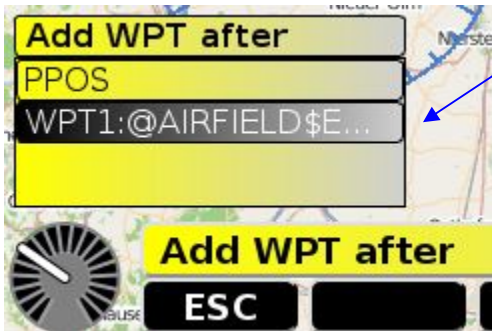 Add WPT after
PPOS
WPT1:@AIRFIELD$E...
Add WPT after
ESC